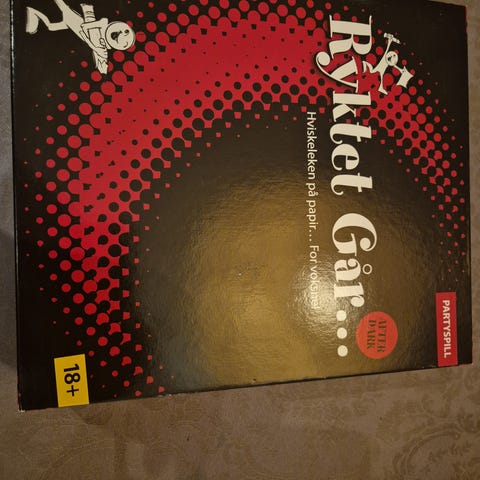 PARTYSPILL
Ryktet Går...
AFTER
DARK
Hviskeleken på papir... For voksne!
18+